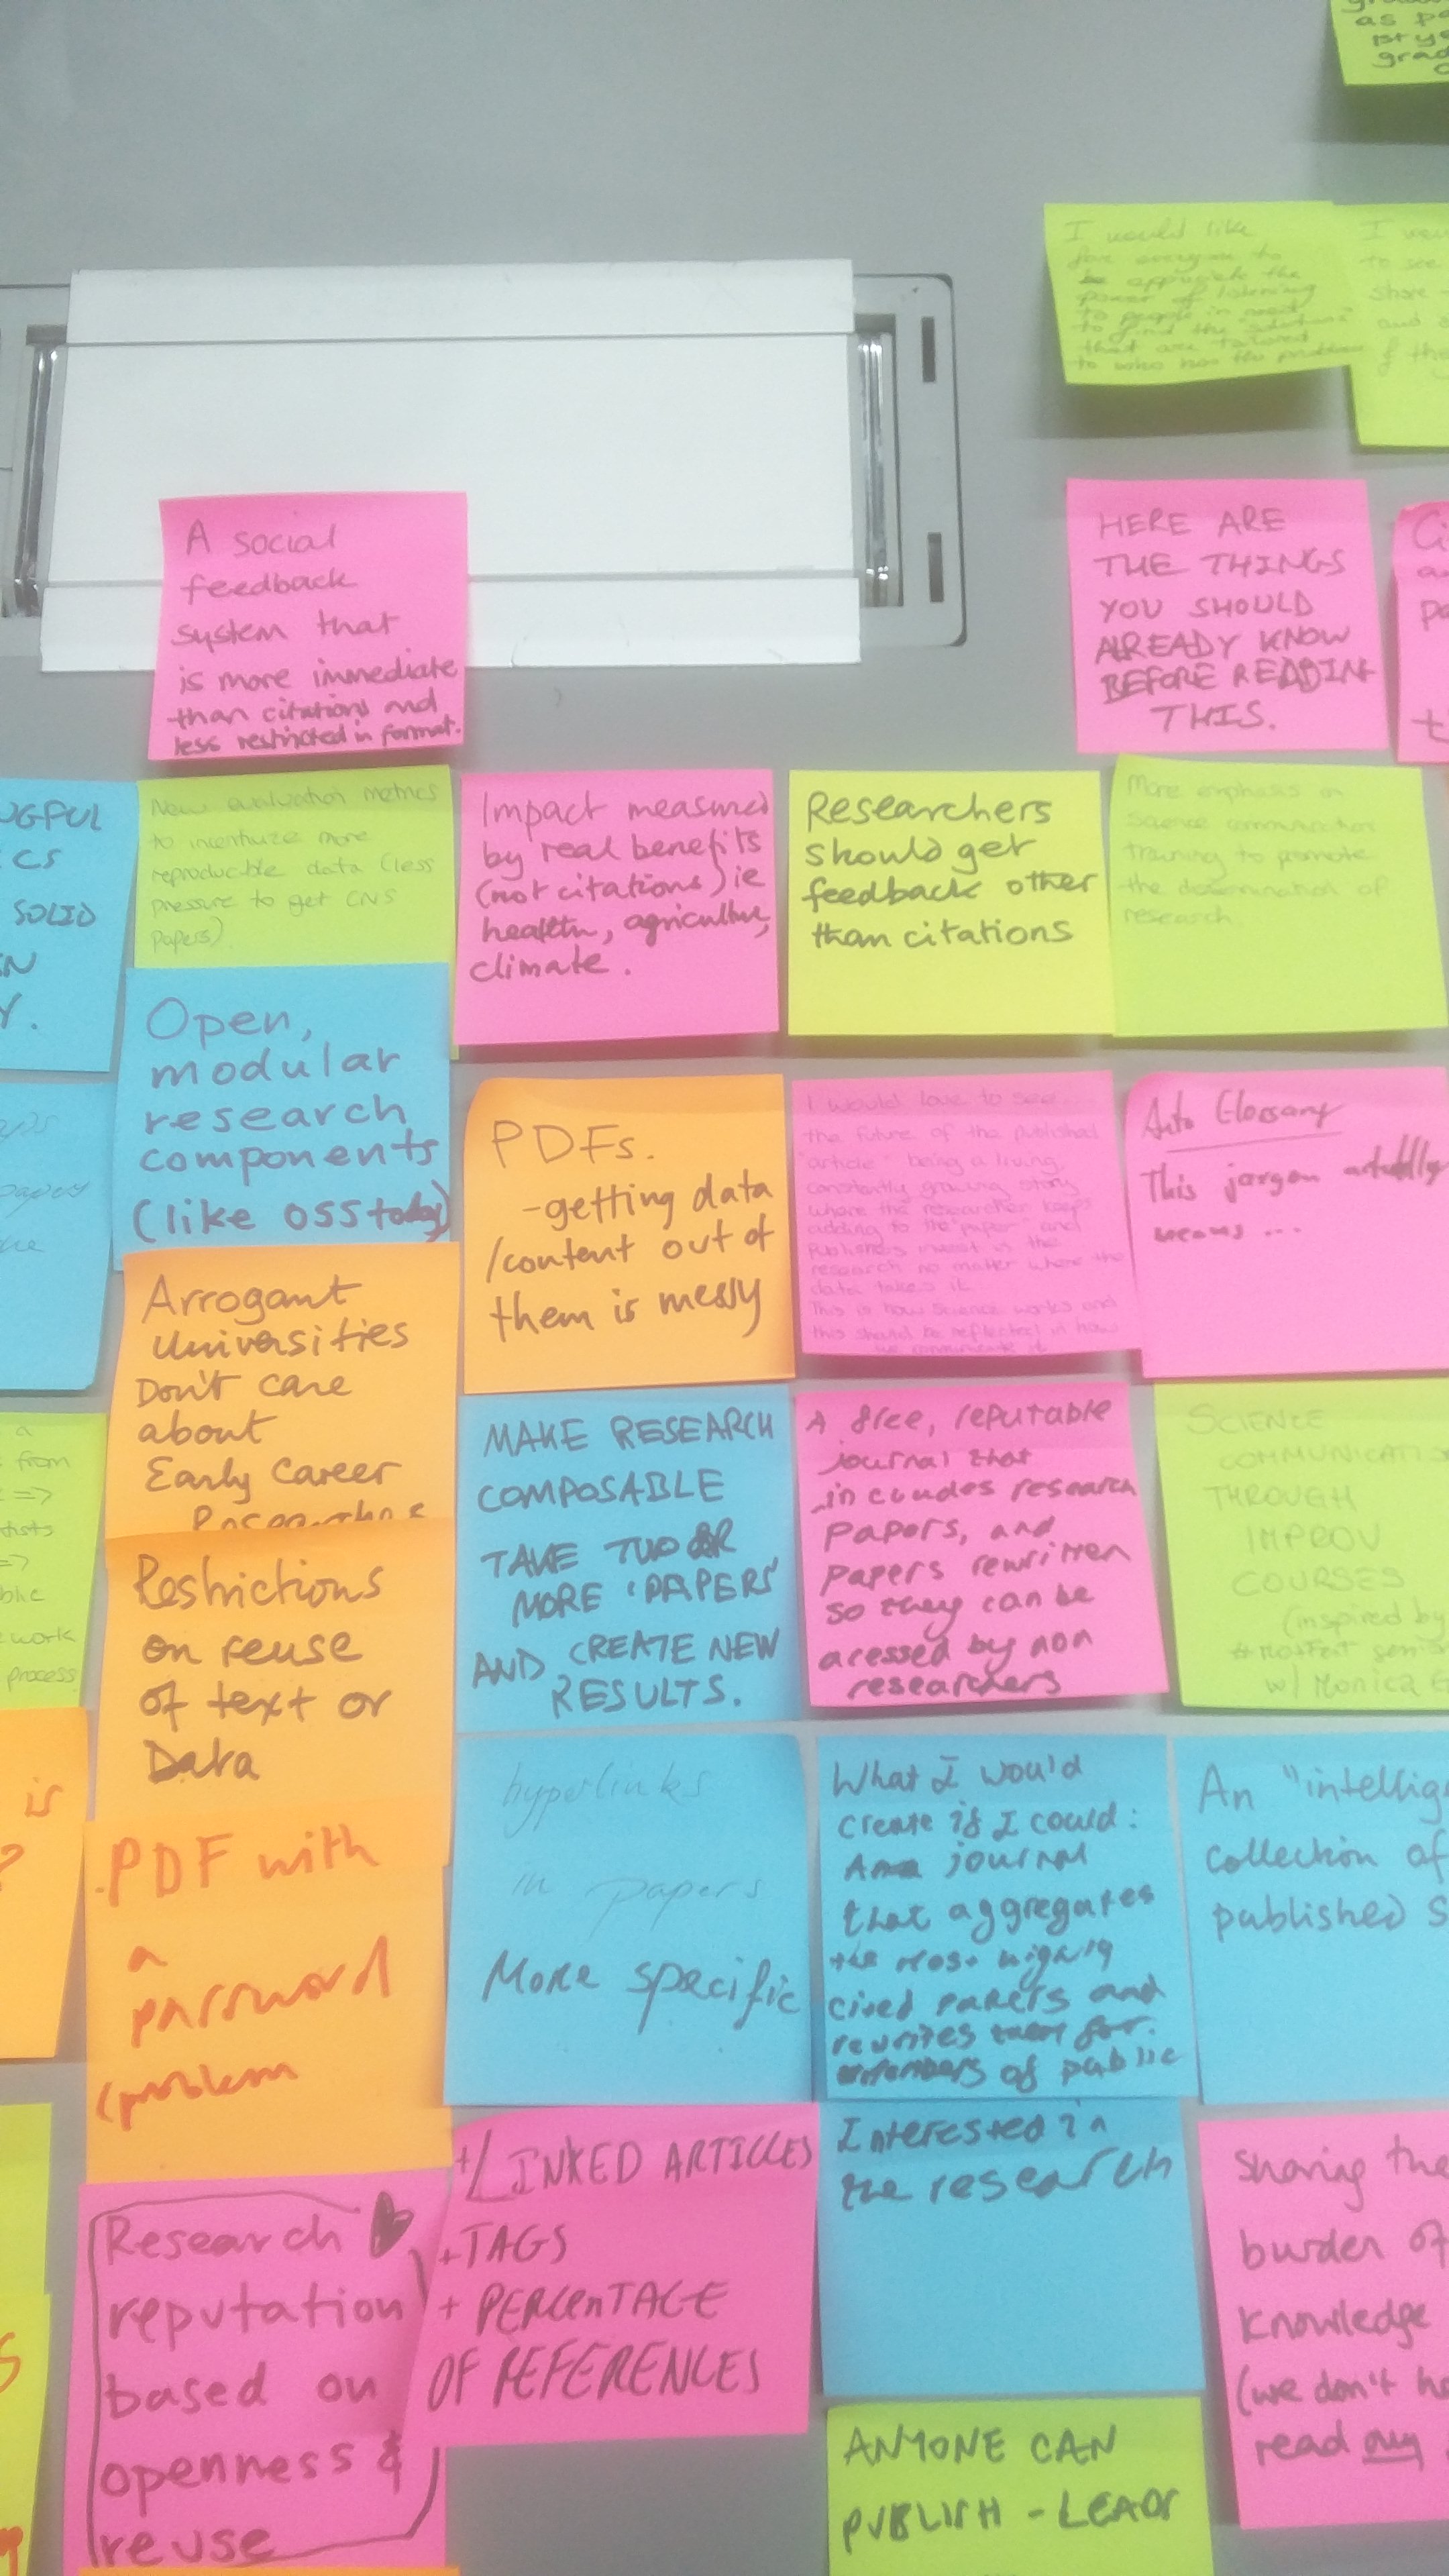 as
grad
I would like
for everyone to
be appreciate the
power of listening
to people in need
to find the solutions
that are tailored
to who has the problem
I
to see
share
and
of the
HERE ARE
THE THINGS
YOU SHOULD
ALREADY KNOW
BEFORE READING
THIS.
A social
feedback
system that
is more immediate
than citations and
less restricted in format.
SOLID
New evaluation metrics
to incentivize more
reproducible data (less
pressure to get CNS
papers)
Impact measured
by real benefits
(not citations) ie
health, agriculture,
climate.
Researchers
should get
feedback other
than citations
More emphasis on
science communication
training to promote
the dissemination of
research
Open,
modular
research
components
(like OSS today)
PDFs.
-getting data
/content out of
them is messy
I would love to see...
the future of the published
"article" being a living,
constantly growing story
where the researcher keeps
adding to the "paper" and
publishers invest in the
research no matter where the
data takes it.
This is how Science works and
this should be reflected in how
we communicate it
Auto Glossary
This jargon actually
means ...
Arrogant
Universities
Don't care
about
Early Career
Researchers
MAKE RESEARCH
COMPOSABLE
TAKE TWO OR
MORE 'PAPERS'
AND CREATE NEW
RESULTS.
A free, reputable
journal that
includes research
papers, and
papers rewritten
so they can be
acessed by non
researchers
SCIENCE
COMMUNICATION
THROUGH
IMPROV
COURSES
(inspired by
w/ Monica
a
from
=>
=>
work
process
Restrictions
on reuse
of text or
Data
is
?
PDF with
a
password
(problem
hyperlinks
in papers
More specific
What I would
create if I could:
A journal
that aggregates
the most highly
cited papers and
rewrites them for
members of public
Interested in
the research
An
collection of
published
Research
reputation
based on
openness &
reuse
+ LINKED ARTICLES
+ TAGS
+ PERCENTAGE
OF REFERENCES
Sharing the
burden of
knowledge
(we don't
read any
ANYONE CAN
PUBLISH -